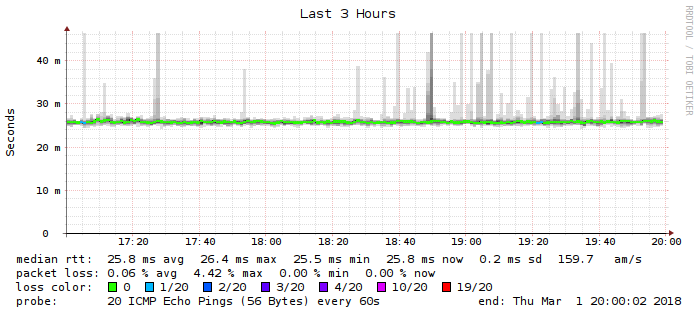 Last 3 Hours
RRDTOOL / TOBI OETIKER
Seconds
40 m
30 m
20 m
10 m
0
17:20 17:40 18:00 18:20 18:40 19:00 19:20 19:40 20:00
median rtt: 25.8 ms avg 26.4 ms max 25.5 ms min 25.8 ms now 0.2 ms sd 159.7 am/s
packet loss: 0.06 % avg 4.42 % max 0.00 % min 0.00 % now
loss color: 0 1/20 2/20 3/20 4/20 10/20 19/20
probe: 20 ICMP Echo Pings (56 Bytes) every 60s end: Thu Mar 1 20:00:02 2018